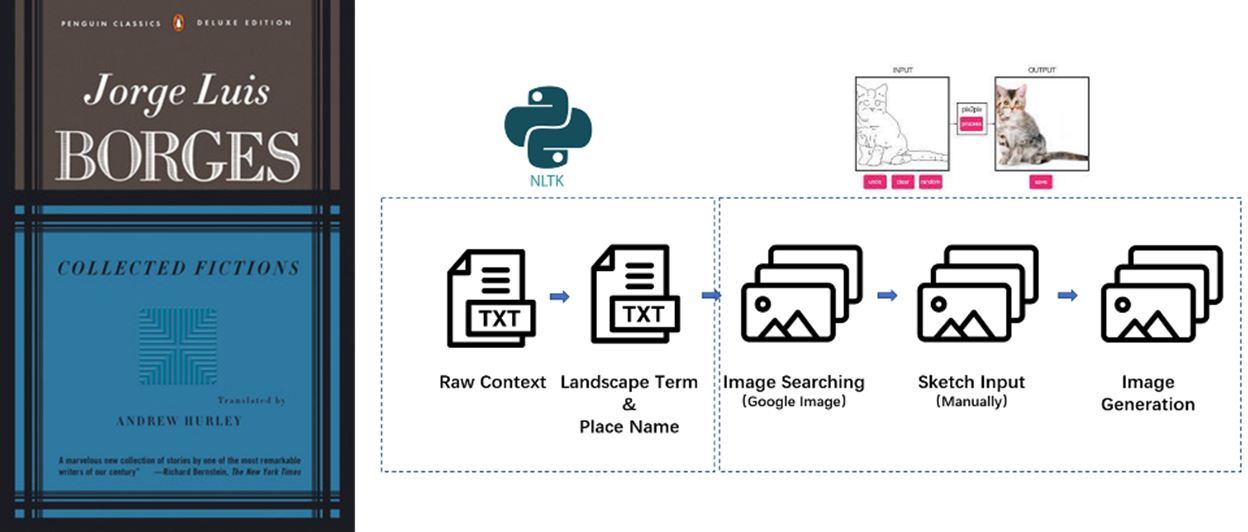 PENGUIN CLASSICS DELUXE EDITION
Jorge Luis
BORGES
COLLECTED FICTIONS
Translated by
ANDREW HURLEY
A marvelous new collection of stories by one of the most remarkable
writers of our century" —Richard Bernstein, The New York Times
NLTK
INPUT
OUTPUT
pix2pix
process
undo
clear
random
save
TXT
TXT
Raw Context
Landscape Term
&
Place Name
Image Searching
(Google Image)
Sketch Input
(Manually)
Image
Generation